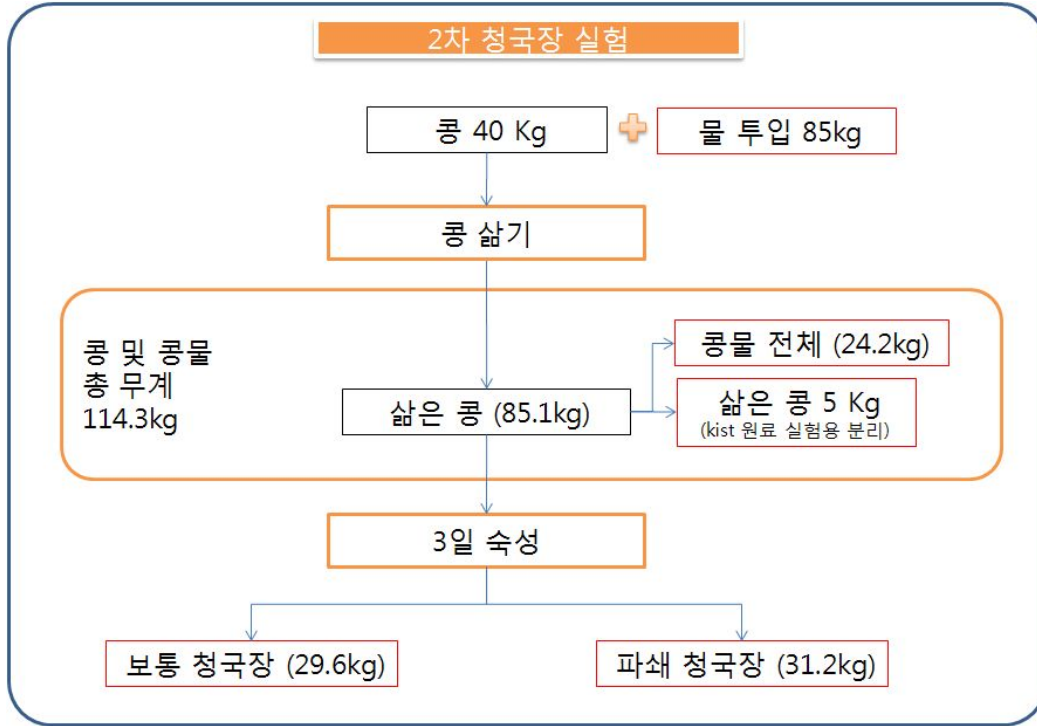 2차 청국장 실험
콩 40 Kg
물 투입 85kg
콩 삶기
콩 및 콩물
총 무계
114.3kg
콩물 전체 (24.2kg)
삶은 콩 (85.1kg)
삶은 콩 5 Kg
(kist 원료 실험용 분리)
3일 숙성
보통 청국장 (29.6kg)
파쇄 청국장 (31.2kg)